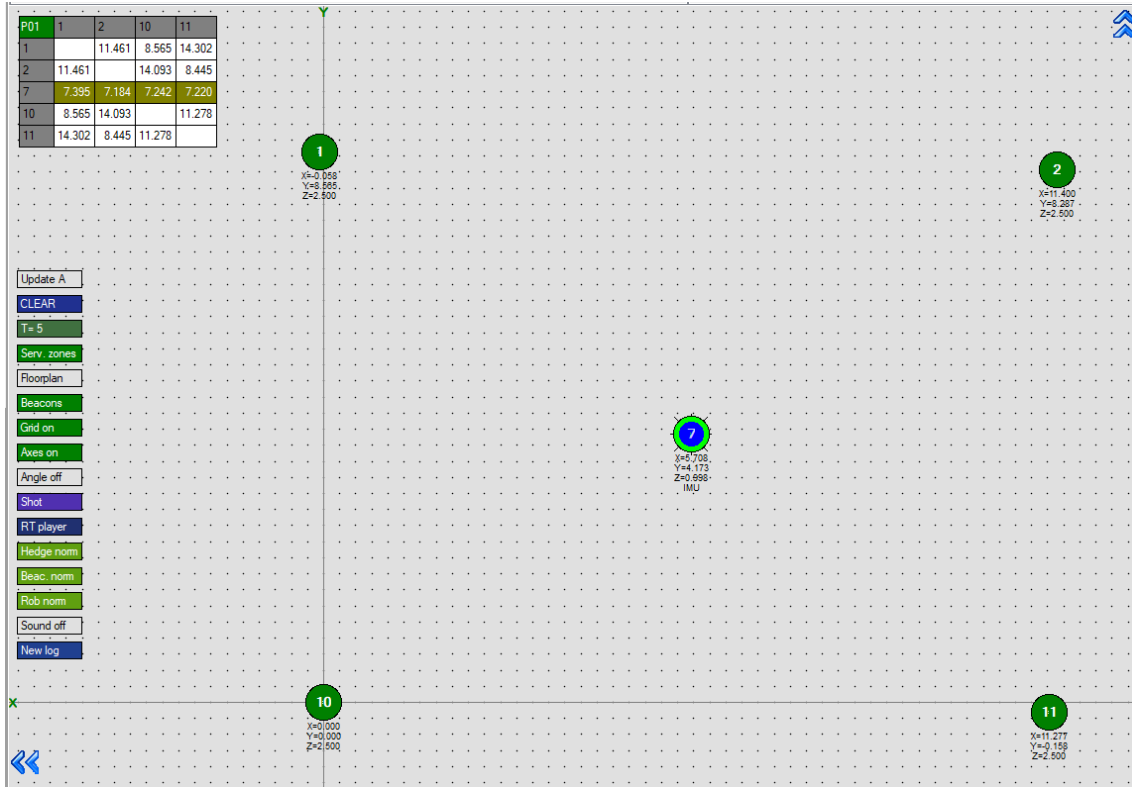 Y
P01 1 2 10 11
1 11.461 8.565 14.302
2 11.461 14.093 8.445
7 7.395 7.184 7.242 7.220
10 8.565 14.093 11.278
11 14.302 8.445 11.278
1
X=-0.058
Y=8.565
Z=2.500
2
X=11.400
Y=8.287
Z=2.500
Update A
CLEAR
T= 5
Serv. zones
Floorplan
Beacons
Grid on
Axes on
Angle off
Shot
RT player
Hedge norm
Beac. norm
Rob norm
Sound off
New log
7
X=5.708
Y=4.173
Z=0.698
IMU
X
10
X=0.000
Y=0.000
Z=2.500
11
X=11.277
Y=-0.158
Z=2.500